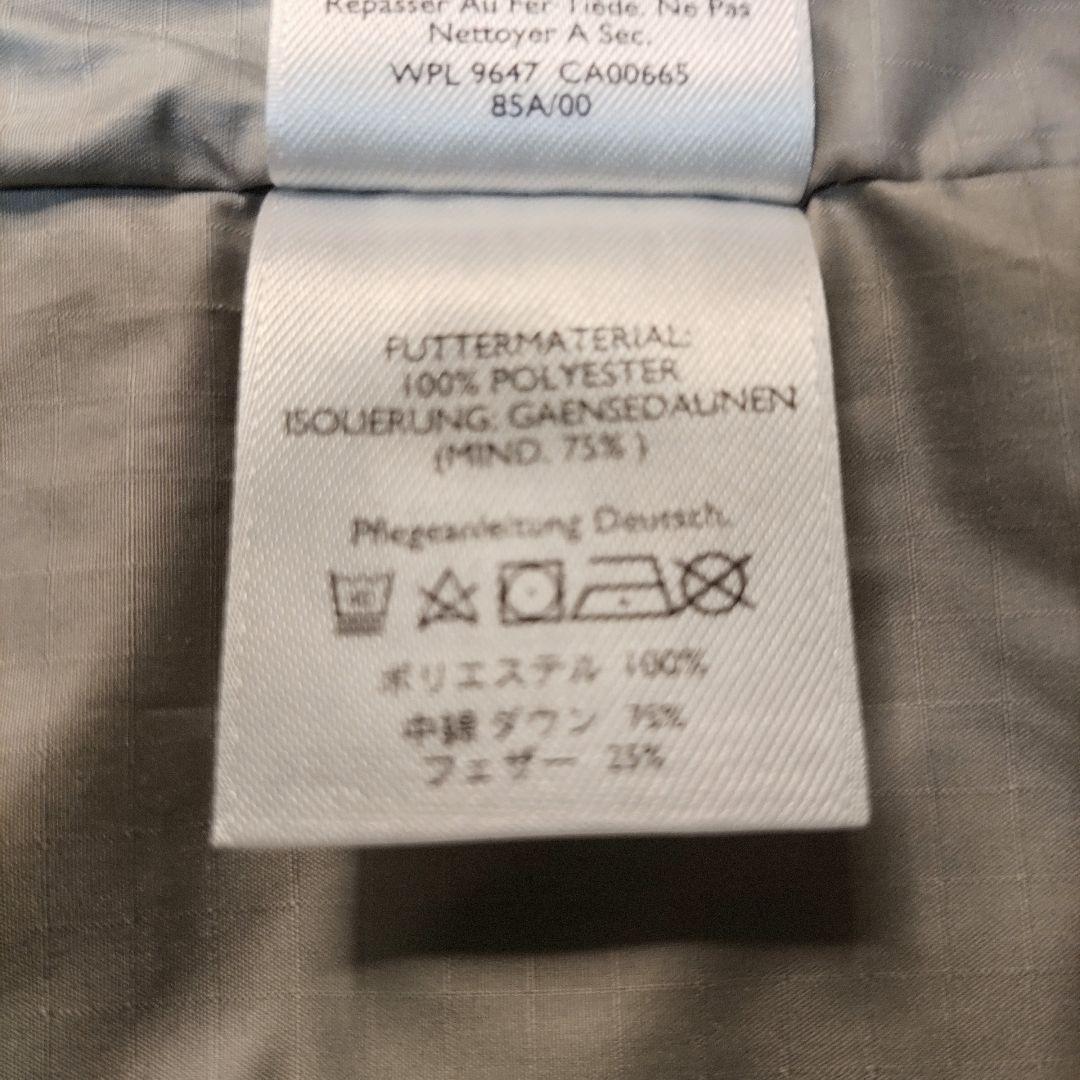 Repasser Au Fer Tiède. Ne Pas
Nettoyer A Sec.
WPL 9647 CA00665
85A/00
FUTTERMATERIAL:
100% POLYESTER
ISOLIERUNG: GAENSEDAUNEN
(MIND. 75% )
Pflegeanleitung Deutsch.
ポリエステル 100%
中綿 ダウン 75%
フェザー 25%